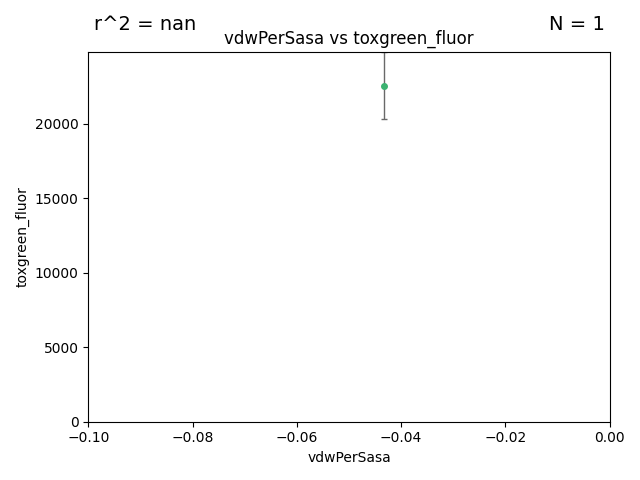 r^2 = nan
N = 1
vdwPerSasa vs toxgreen_fluor
toxgreen_fluor
20000
15000
10000
5000
0
−0.10
−0.08
−0.06
−0.04
−0.02
0.00
vdwPerSasa